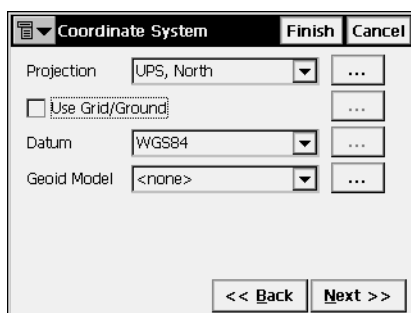 Coordinate System Finish Cancel
Projection UPS, North ...
Use Grid/Ground ...
Datum WGS84 ...
Geoid Model <none> ...
<< Back Next >>